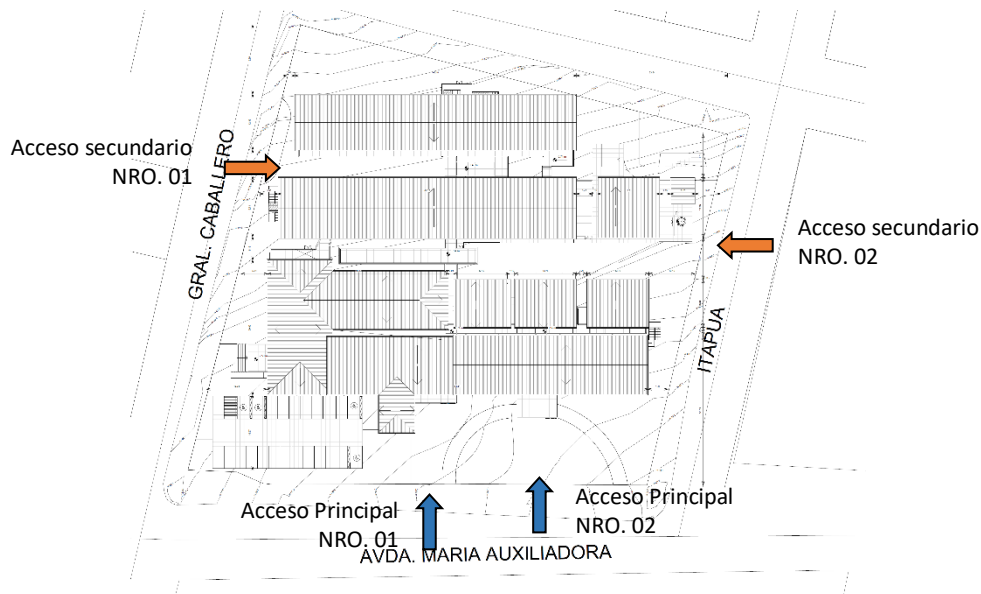 Acceso secundario
NRO. 01
GRAL. CABALLERO
Acceso secundario
NRO. 02
ITAPUA
Acceso Principal
NRO. 01
Acceso Principal
NRO. 02
AVDA. MARIA AUXILIADORA